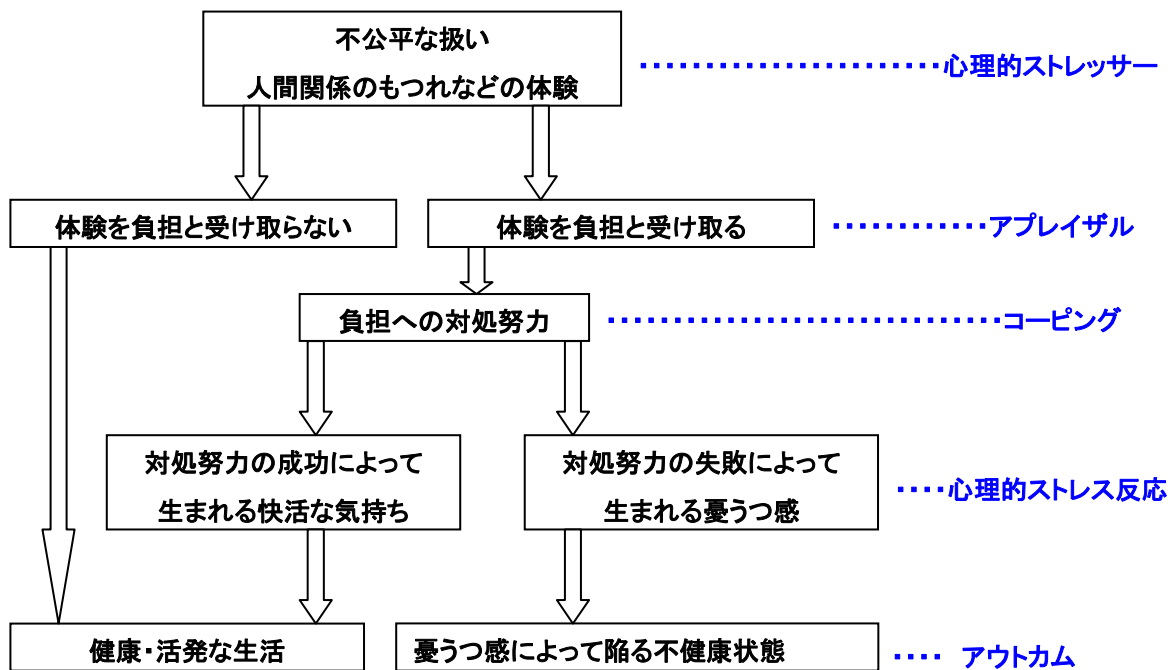 不公平な扱い
人間関係のもつれなどの体験
心理的ストレッサー
体験を負担と受け取らない
体験を負担と受け取る
アプレイザル
負担への対処努力
コーピング
対処努力の成功によって
生まれる快活な気持ち
対処努力の失敗によって
生まれる憂うつ感
心理的ストレス反応
健康・活発な生活
憂うつ感によって陥る不健康状態
アウトカム